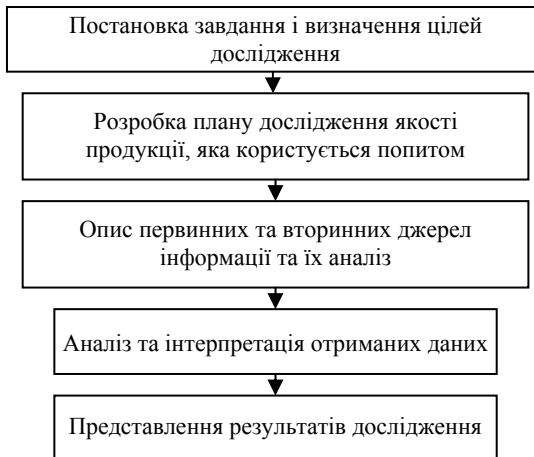 Постановка завдання і визначення цілей
дослідження
Розробка плану дослідження якості
продукції, яка користується попитом
Опис первинних та вторинних джерел
інформації та їх аналіз
Аналіз та інтерпретація отриманих даних
Представлення результатів дослідження